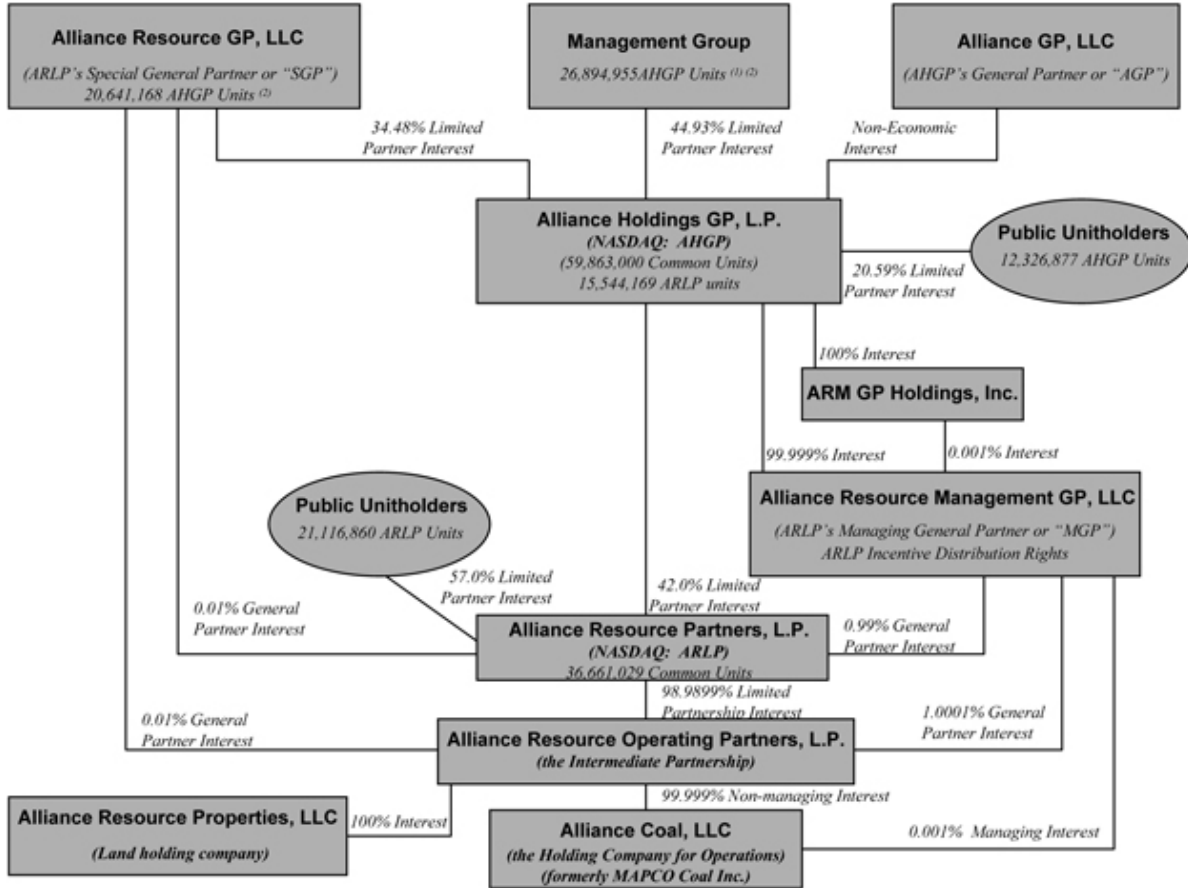 Alliance Resource GP, LLC
(ARLP's Special General Partner or “SGP”)
20,641,168 AHGP Units (2)
Management Group
26,894,955AHGP Units (1) (2)
Alliance GP, LLC
(AHGP's General Partner or “AGP”)
34.48% Limited
Partner Interest
44.93% Limited
Partner Interest
Non-Economic
Interest
Alliance Holdings GP, L.P.
(NASDAQ: AHGP)
(59,863,000 Common Units)
15,544,169 ARLP units
Public Unitholders
12,326,877 AHGP Units
20.59% Limited
Partner Interest
100% Interest
ARM GP Holdings, Inc.
99.999% Interest
0.001% Interest
Alliance Resource Management GP, LLC
(ARLP's Managing General Partner or “MGP”)
ARLP Incentive Distribution Rights
Public Unitholders
21,116,860 ARLP Units
57.0% Limited
Partner Interest
42.0% Limited
Partner Interest
0.01% General
Partner Interest
Alliance Resource Partners, L.P.
(NASDAQ: ARLP)
36,661,029 Common Units
0.99% General
Partner Interest
98.9899% Limited
Partnership Interest
0.01% General
Partner Interest
1.0001% General
Partner Interest
Alliance Resource Operating Partners, L.P.
(the Intermediate Partnership)
99.999% Non-managing Interest
Alliance Resource Properties, LLC
(Land holding company)
100% Interest
Alliance Coal, LLC
(the Holding Company for Operations)
(formerly MAPCO Coal Inc.)
0.001% Managing Interest